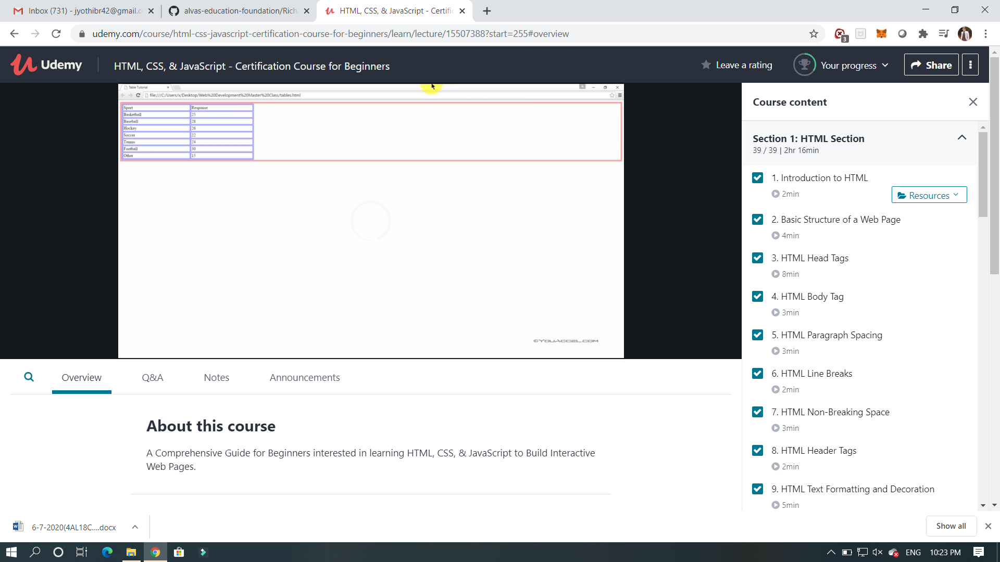 Inbox (731) - jyothibr42@gmail.c
alvas-education-foundation/Rich
HTML, CSS, & JavaScript - Certific
udemy.com/course/html-css-javascript-certification-course-for-beginners/learn/lecture/15507388?start=255#overview
3
Udemy
HTML, CSS, & JavaScript - Certification Course for Beginners
Leave a rating
Your progress
Share
Table Tutorial
file:///C:/Users/x/Desktop/Web%20Development%20Master%20Class/tables.html
Sport Response
Basketball 25
Baseball 28
Hockey 26
Soccer 22
Tennis 24
Football 30
Other 15
©YOUACCEL.COM
Course content
Section 1: HTML Section
39 / 39 | 2hr 16min
1. Introduction to HTML
2min
Resources
2. Basic Structure of a Web Page
4min
3. HTML Head Tags
8min
4. HTML Body Tag
3min
5. HTML Paragraph Spacing
3min
6. HTML Line Breaks
2min
7. HTML Non-Breaking Space
3min
8. HTML Header Tags
2min
9. HTML Text Formatting and Decoration
5min
Overview
Q&A
Notes
Announcements
About this course
A Comprehensive Guide for Beginners interested in learning HTML, CSS, & JavaScript to Build Interactive
Web Pages.
6-7-2020(4AL18C....docx
Show all
ENG
10:23 PM